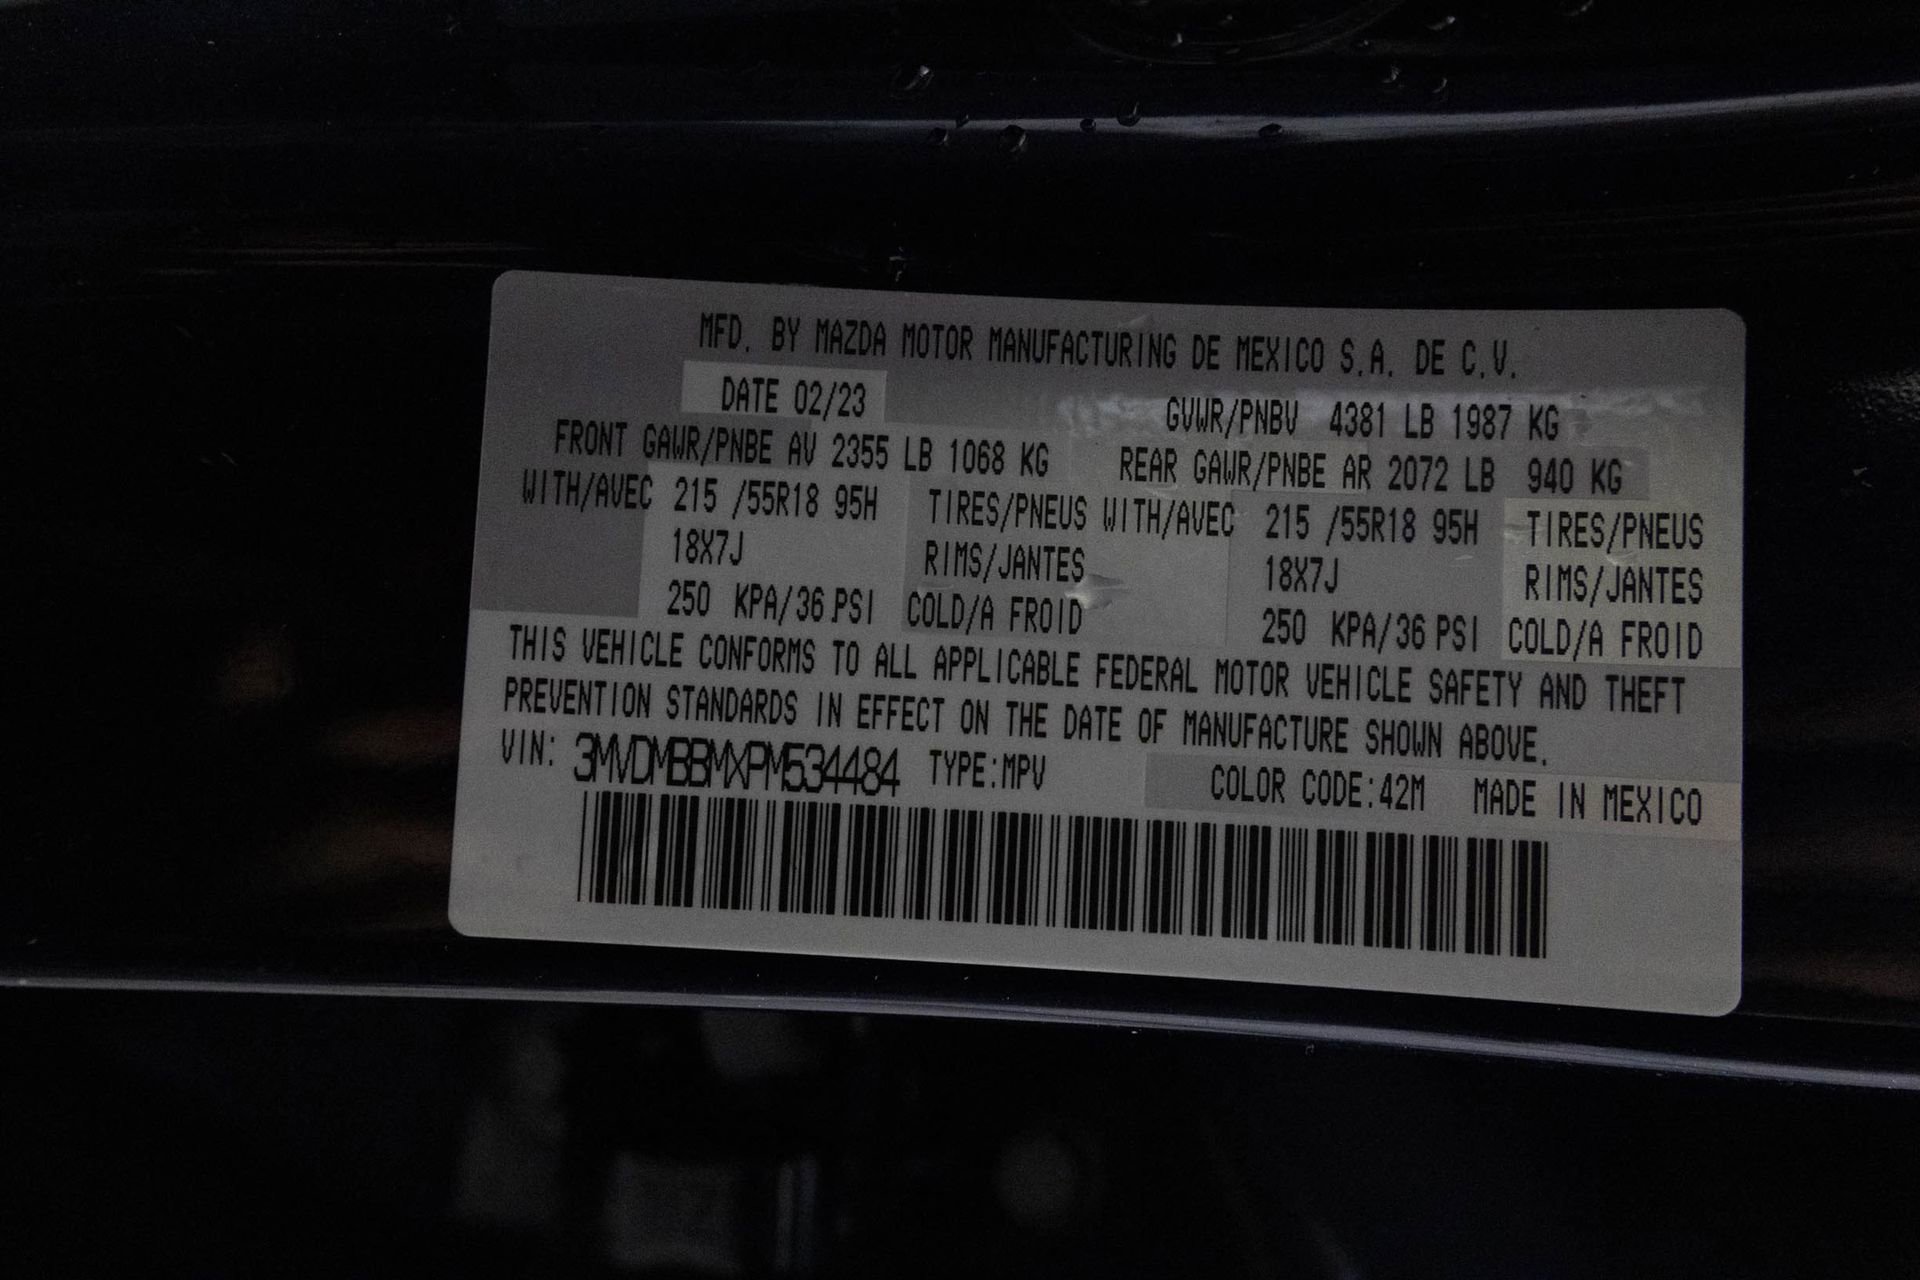 MFD. BY MAZDA MOTOR MANUFACTURING DE MEXICO S.A. DE C.V.
DATE 02/23 GVWR/PNBV 4381 LB 1987 KG
FRONT GAWR/PNBE AV 2355 LB 1068 KG REAR GAWR/PNBE AR 2072 LB 940 KG
WITH/AVEC 215 /55R18 95H TIRES/PNEUS WITH/AVEC 215 /55R18 95H TIRES/PNEUS
18X7J RIMS/JANTES 18X7J RIMS/JANTES
250 KPA/36 PSI COLD/A FROID 250 KPA/36 PSI COLD/A FROID
THIS VEHICLE CONFORMS TO ALL APPLICABLE FEDERAL MOTOR VEHICLE SAFETY AND THEFT
PREVENTION STANDARDS IN EFFECT ON THE DATE OF MANUFACTURE SHOWN ABOVE.
VIN: 3MVDMBBMXPM534484 TYPE:MPV COLOR CODE:42M MADE IN MEXICO